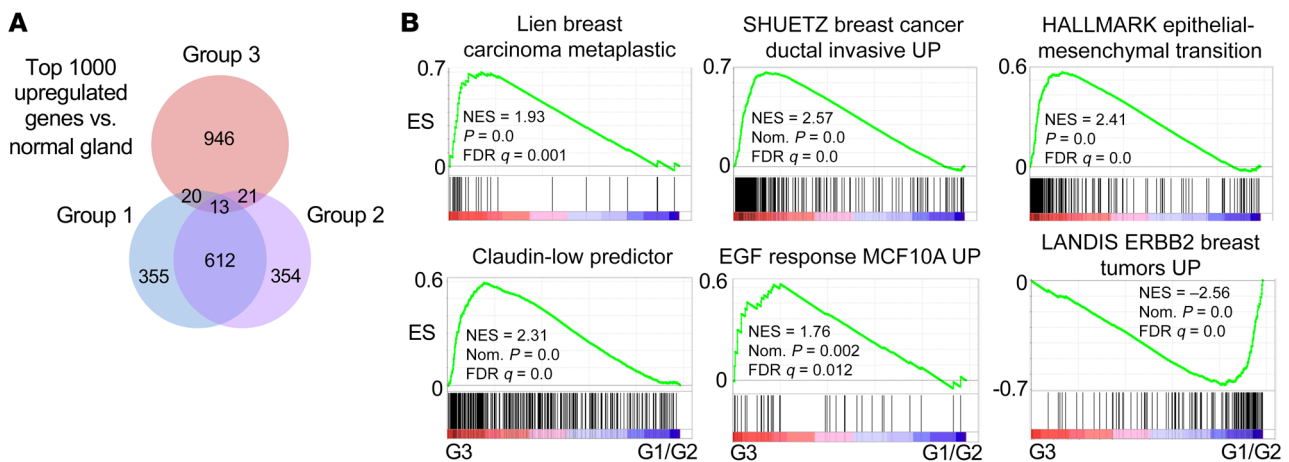 A
Top 1000
upregulated
genes vs.
normal gland
Group 3
946
20
21
13
Group 1
Group 2
355
612
354
B
Lien breast
carcinoma metaplastic
0.7
ES
0
NES = 1.93
P = 0.0
FDR q = 0.001
SHUETZ breast cancer
ductal invasive UP
0.7
0
NES = 2.57
Nom. P = 0.0
FDR q = 0.0
HALLMARK epithelial-
mesenchymal transition
0.6
0
NES = 2.41
P = 0.0
FDR q = 0.0
Claudin-low predictor
0.6
ES
0
NES = 2.31
Nom. P = 0.0
FDR q = 0.0
G3
G1/G2
EGF response MCF10A UP
0.6
0
NES = 1.76
Nom. P = 0.002
FDR q = 0.012
G3
G1/G2
LANDIS ERBB2 breast
tumors UP
0
-0.7
NES = –2.56
Nom. P = 0.0
FDR q = 0.0
G3
G1/G2